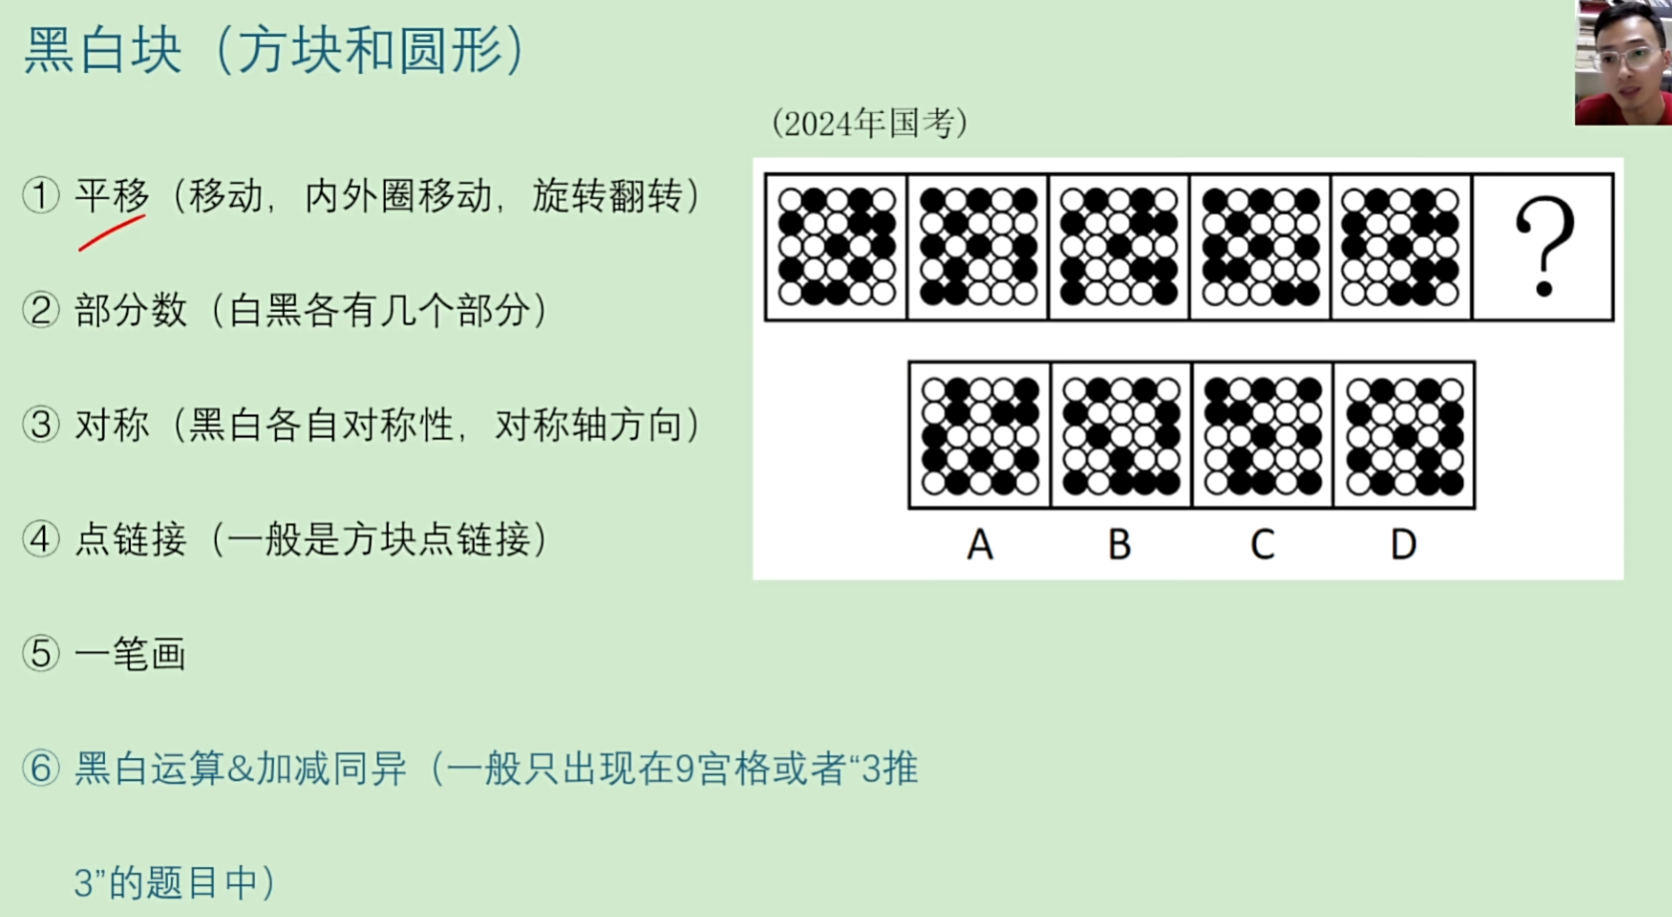 黑白块（方块和圆形）
(2024年国考)
① 平移（移动，内外圈移动，旋转翻转）
② 部分数（白黑各有几个部分）
?
③ 对称（黑白各自对称性，对称轴方向）
④ 点链接（一般是方块点链接）
A B C D
⑤ 一笔画
⑥ 黑白运算&加减同异（一般只出现在9宫格或者“3推
3”的题目中）